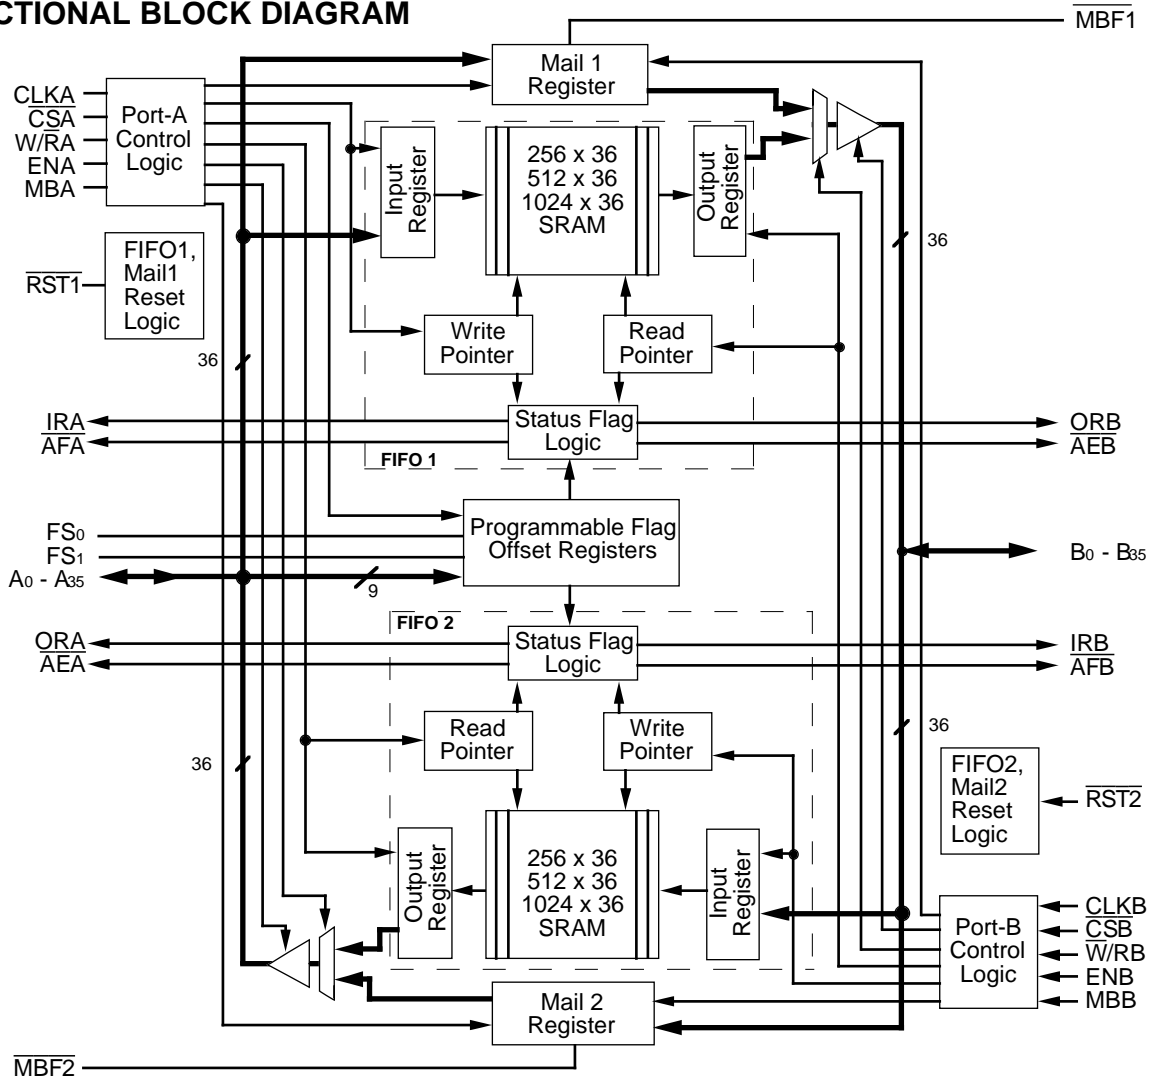 CTIONAL BLOCK DIAGRAM
MBF1
Mail 1
Register
CLKA
CSA
W/RA
ENA
MBA
Port-A
Control
Logic
Input
Register
256 x 36
512 x 36
1024 x 36
SRAM
Output
Register
36
RST1
FIFO1,
Mail1
Reset
Logic
Write
Pointer
Read
Pointer
36
IRA
AFA
Status Flag
Logic
ORB
AEB
FIFO 1
FS0
FS1
A0 - A35
Programmable Flag
Offset Registers
9
B0 - B35
FIFO 2
ORA
AEA
Status Flag
Logic
IRB
AFB
Read
Pointer
Write
Pointer
36
36
FIFO2,
Mail2
Reset
Logic
RST2
Output
Register
256 x 36
512 x 36
1024 x 36
SRAM
Input
Register
Port-B
Control
Logic
CLKB
CSB
W/RB
ENB
MBB
Mail 2
Register
MBF2